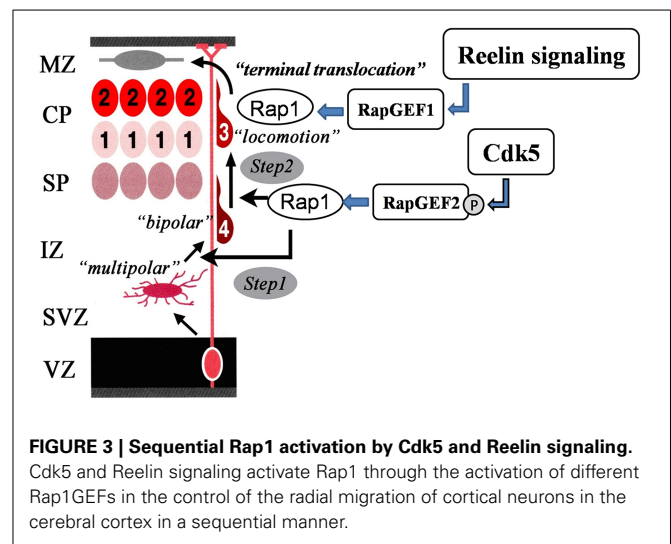 MZ
CP
SP
IZ
SVZ
VZ
2 2 2 2
1 1 1 1
3
4
"terminal translocation"
"locomotion"
"bipolar"
"multipolar"
Step2
Step1
Rap1
RapGEF1
Reelin signaling
Rap1
RapGEF2
P
Cdk5
FIGURE 3 | Sequential Rap1 activation by Cdk5 and Reelin signaling.
Cdk5 and Reelin signaling activate Rap1 through the activation of different
Rap1GEFs in the control of the radial migration of cortical neurons in the
cerebral cortex in a sequential manner.